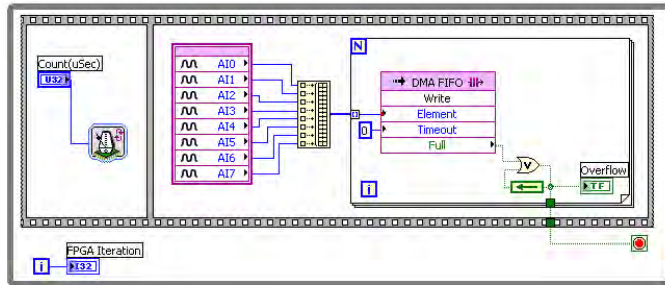 Count(uSec)
U32
AI0
AI1
AI2
AI3
AI4
AI5
AI6
AI7
N
DMA FIFO
Write
Element
Timeout
0
Full
V
Overflow
TF
i
FPGA Iteration
i
I32